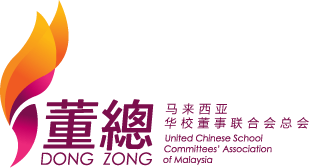 董總
DONG ZONG
马来西亚
华校董事联合会总会
United Chinese School
Committees' Association
of Malaysia